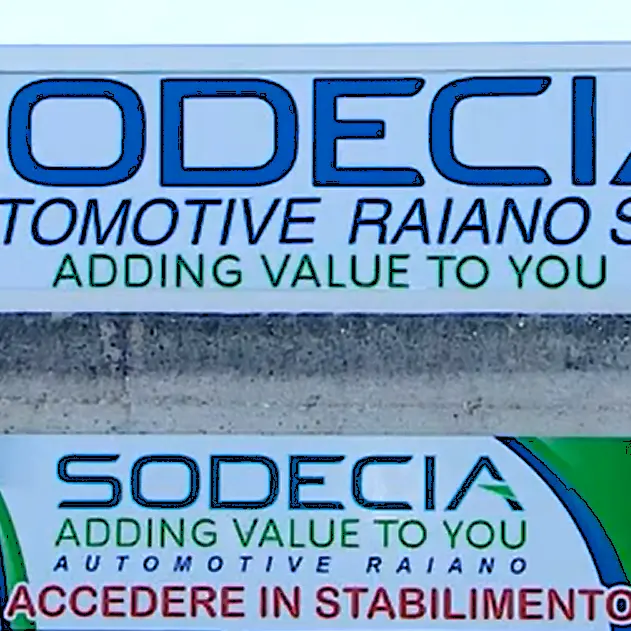 ODECIA
TOMOTIVE RAIANO S
ADDING VALUE TO YOU
SODECIA
ADDING VALUE TO YOU
AUTOMOTIVE RAIANO
ACCEDERE IN STABILIMENTO